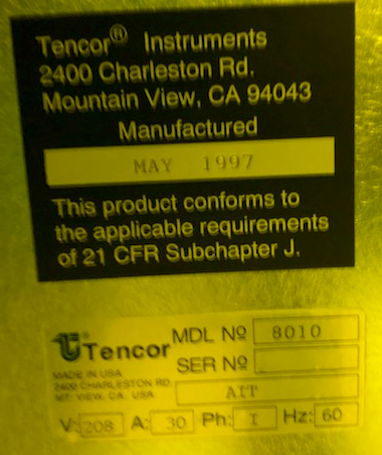 Tencor® Instruments
2400 Charleston Rd.
Mountain View, CA 94043
Manufactured
MAY 1997
This product conforms to
the applicable requirements
of 21 CFR Subchapter J.
Tencor®
MDL Nº 8010
SER Nº
MADE IN USA
2400 CHARLESTON RD.
MT. VIEW, CA. USA
AIT
V: 208 A: 30 Ph: I Hz: 60